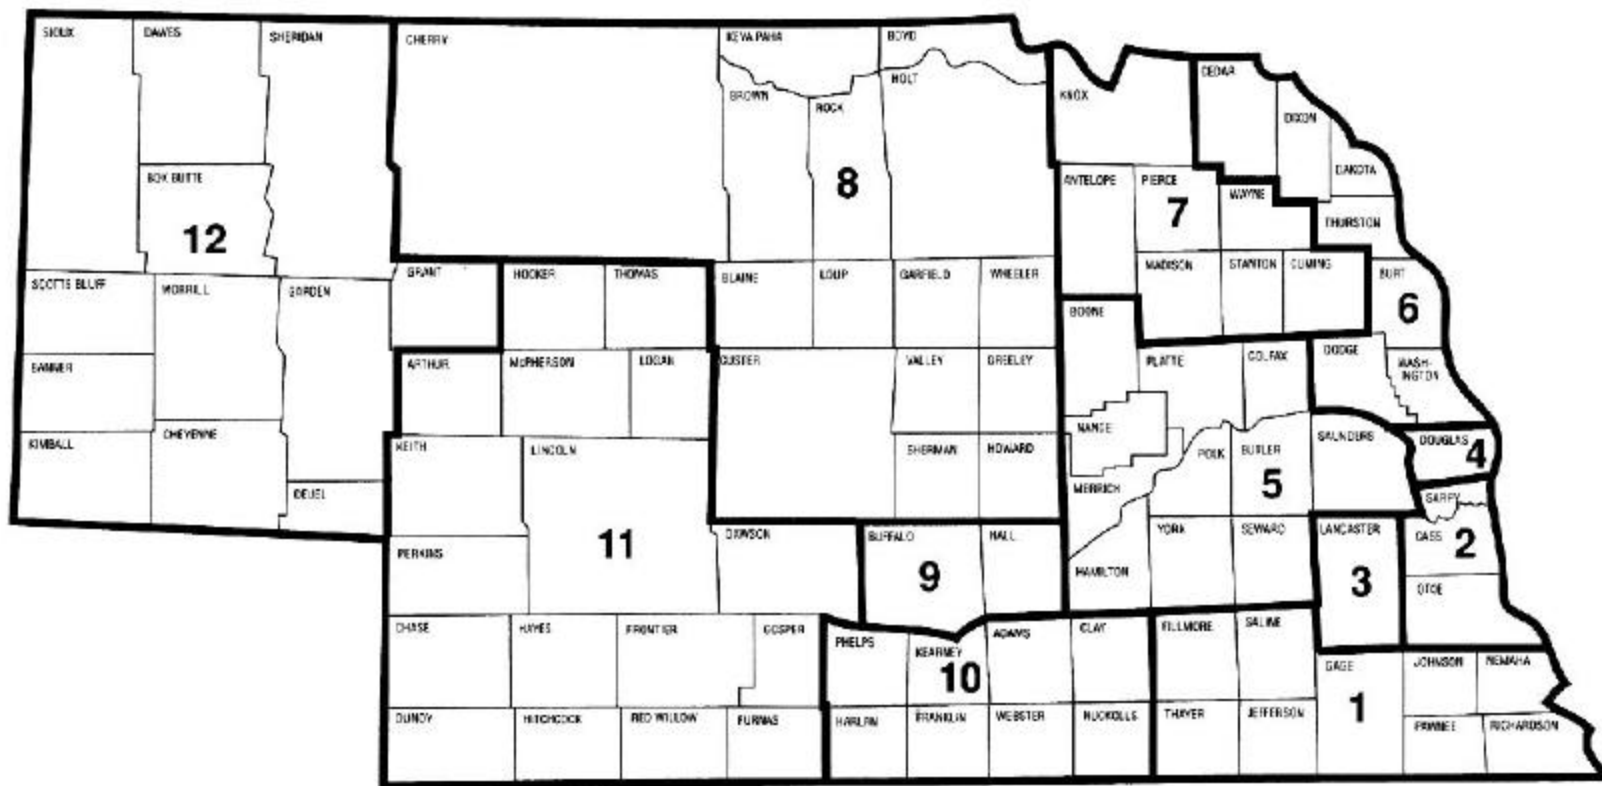 SIOUX
DAWES
SHERIDAN
CHERRY
KEYA PAHA
BOYD
HOLT
BROWN
ROCK
KNOX
CEDAR
DIXON
DAKOTA
BOX BUTTE
12
8
ANTELOPE
PIERCE
7
WAYNE
THURSTON
SCOTTS BLUFF
MORRILL
GARDEN
GRANT
HOOKER
THOMAS
BLAINE
LOUP
GARFIELD
WHEELER
MADISON
STANTON
CUMING
BURT
6
BANNER
ARTHUR
McPHERSON
LOGAN
CUSTER
VALLEY
GREELEY
BOONE
PLATTE
COLFAX
DODGE
WASH-
INGTON
KIMBALL
CHEYENNE
DEUEL
KEITH
LINCOLN
SHERMAN
HOWARD
NANCE
MERRICK
POLK
BUTLER
5
SAUNDERS
DOUGLAS
4
SARPY
PERKINS
11
DAWSON
BUFFALO
9
HALL
HAMILTON
YORK
SEWARD
LANCASTER
3
CASS
2
OTOE
CHASE
HAYES
FRONTIER
GOSPER
PHELPS
KEARNEY
10
ADAMS
CLAY
FILLMORE
SALINE
GAGE
1
JOHNSON
NEMAHA
DUNDY
HITCHCOCK
RED WILLOW
FURNAS
HARLAN
FRANKLIN
WEBSTER
NUCKOLLS
THAYER
JEFFERSON
PAWNEE
RICHARDSON